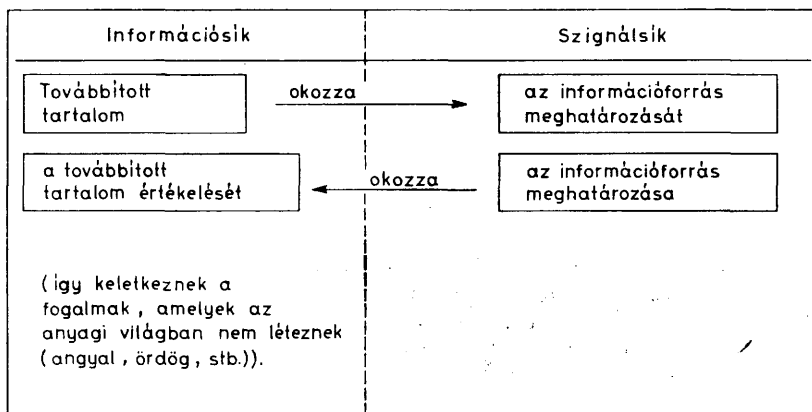 Információsík
Szignálsík
Továbbított
tartalom
okozza
az információforrás
meghatározását
a továbbított
tartalom értékelését
okozza
az információforrás
meghatározása
(így keletkeznek a
fogalmak, amelyek az
anyagi világban nem léteznek
(angyal, ördög, stb.)).